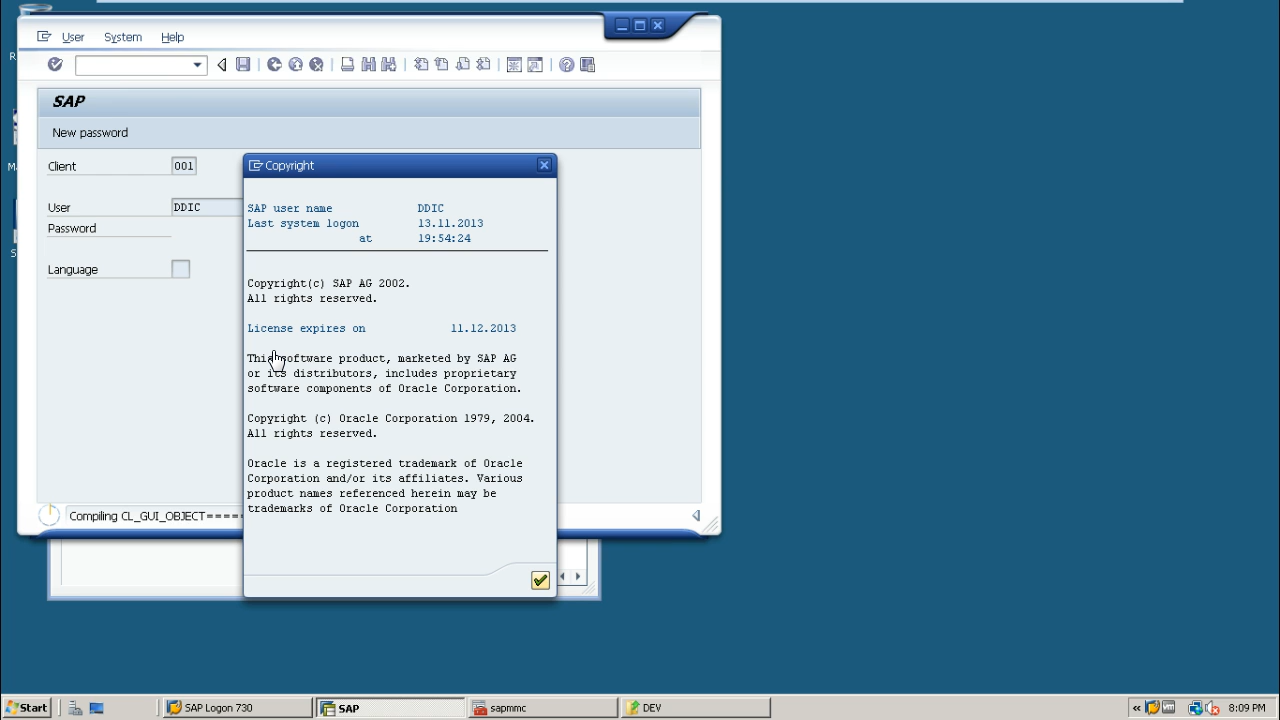 R
M
S
User System Help
SAP
New password
Client 001
User DDIC
Password
Language
Copyright
SAP user name DDIC
Last system logon 13.11.2013
at 19:54:24
Copyright(c) SAP AG 2002.
All rights reserved.
License expires on 11.12.2013
This software product, marketed by SAP AG
or its distributors, includes proprietary
software components of Oracle Corporation.
Copyright (c) Oracle Corporation 1979, 2004.
All rights reserved.
Oracle is a registered trademark of Oracle
Corporation and/or its affiliates. Various
product names referenced herein may be
trademarks of Oracle Corporation
Compiling CL_GUI_OBJECT=====
Start SAP Logon 730 SAP sapmmc DEV « 8:09 PM